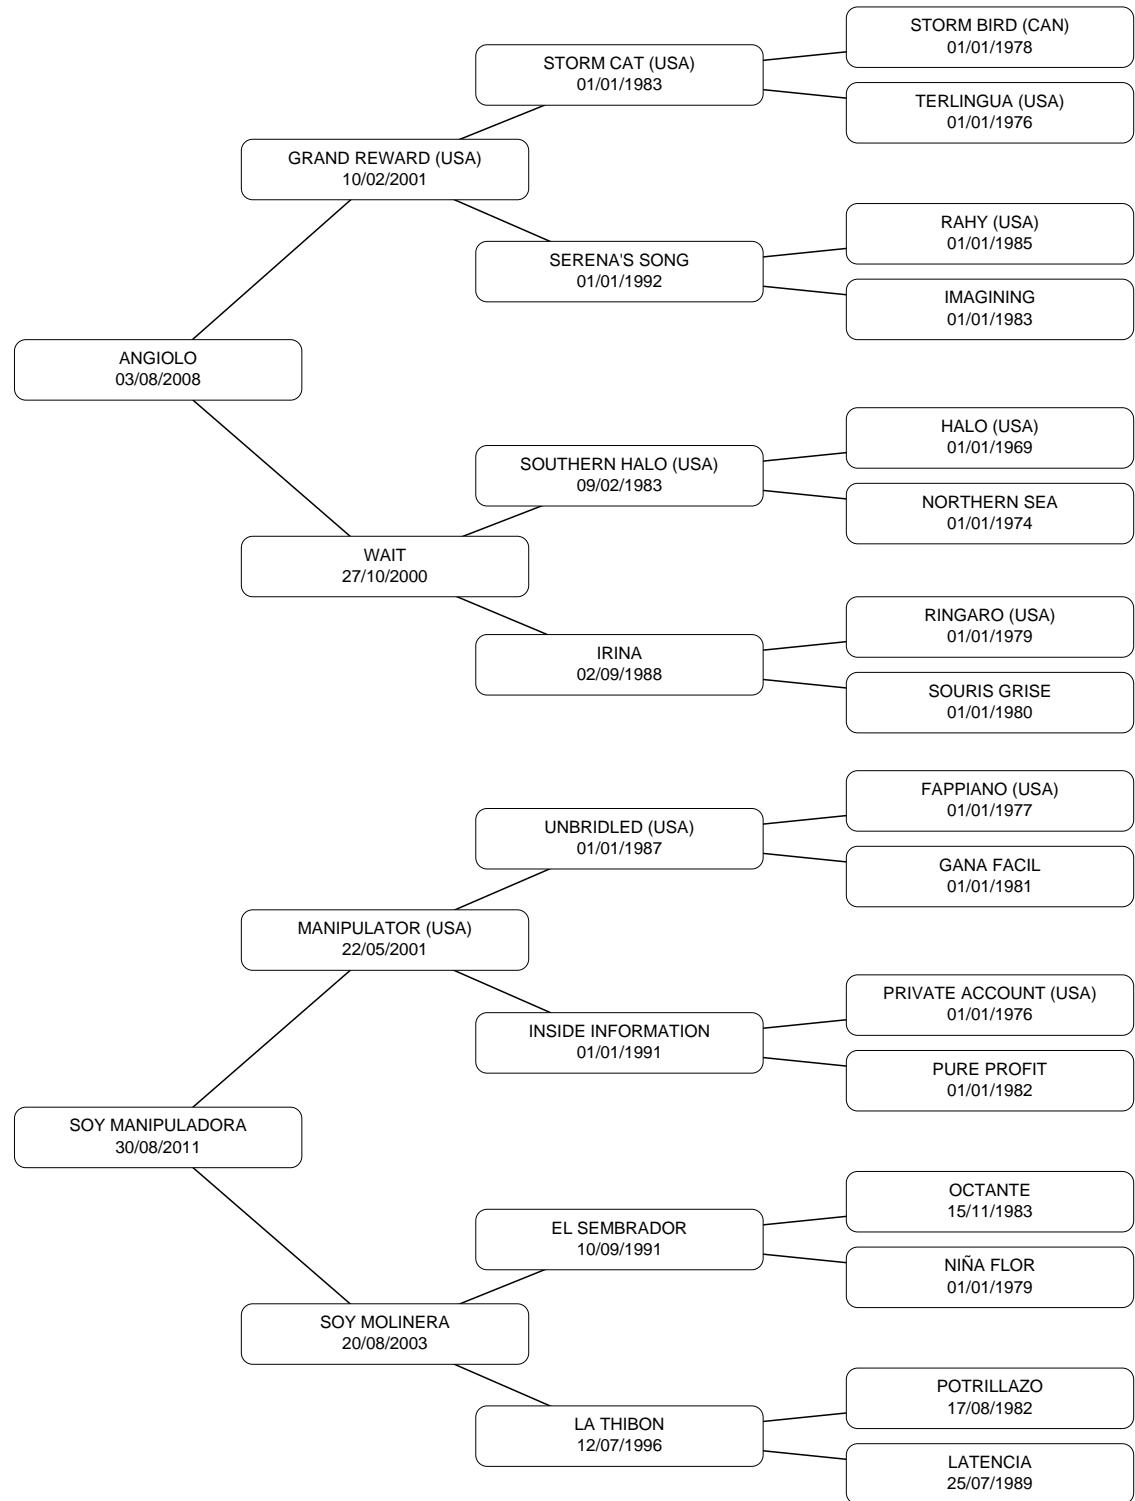 STORM BIRD (CAN)
01/01/1978
STORM CAT (USA)
01/01/1983
TERLINGUA (USA)
01/01/1976
GRAND REWARD (USA)
10/02/2001
RAHY (USA)
01/01/1985
SERENA'S SONG
01/01/1992
IMAGINING
01/01/1983
ANGIOLO
03/08/2008
HALO (USA)
01/01/1969
SOUTHERN HALO (USA)
09/02/1983
NORTHERN SEA
01/01/1974
WAIT
27/10/2000
RINGARO (USA)
01/01/1979
IRINA
02/09/1988
SOURIS GRISE
01/01/1980
FAPPIANO (USA)
01/01/1977
UNBRIDLED (USA)
01/01/1987
GANA FACIL
01/01/1981
MANIPULATOR (USA)
22/05/2001
PRIVATE ACCOUNT (USA)
01/01/1976
INSIDE INFORMATION
01/01/1991
PURE PROFIT
01/01/1982
SOY MANIPULADORA
30/08/2011
OCTANTE
15/11/1983
EL SEMBRADOR
10/09/1991
NIÑA FLOR
01/01/1979
SOY MOLINERA
20/08/2003
POTRILLAZO
17/08/1982
LA THIBON
12/07/1996
LATENCIA
25/07/1989